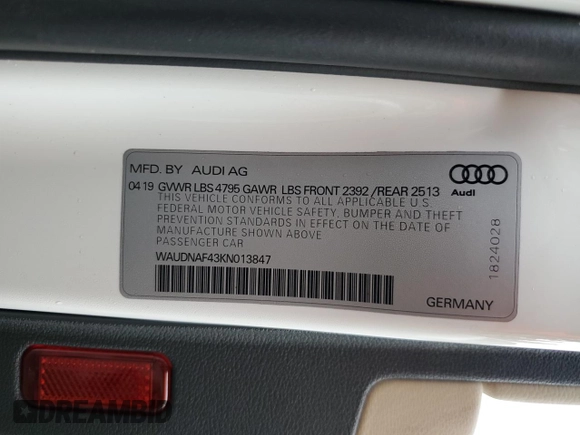 MFD. BY AUDI AG
04 19 GVWR LBS 4795 GAWR LBS FRONT 2392 /REAR 2513
THIS VEHICLE CONFORMS TO ALL APPLICABLE U.S.
FEDERAL MOTOR VEHICLE SAFETY, BUMPER AND THEFT
PREVENTION STANDARDS IN EFFECT ON THE DATE OF
MANUFACTURE SHOWN ABOVE
PASSENGER CAR
WAUDNAF43KN013847
GERMANY
Audi
1824028
DREAMBID